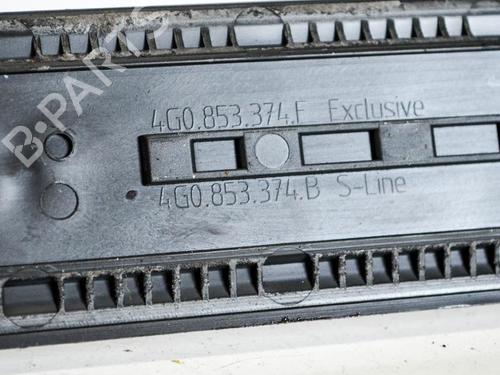 4G0.853.374.F Exclusive
4G0.853.374.B S-Line
B-PARTS